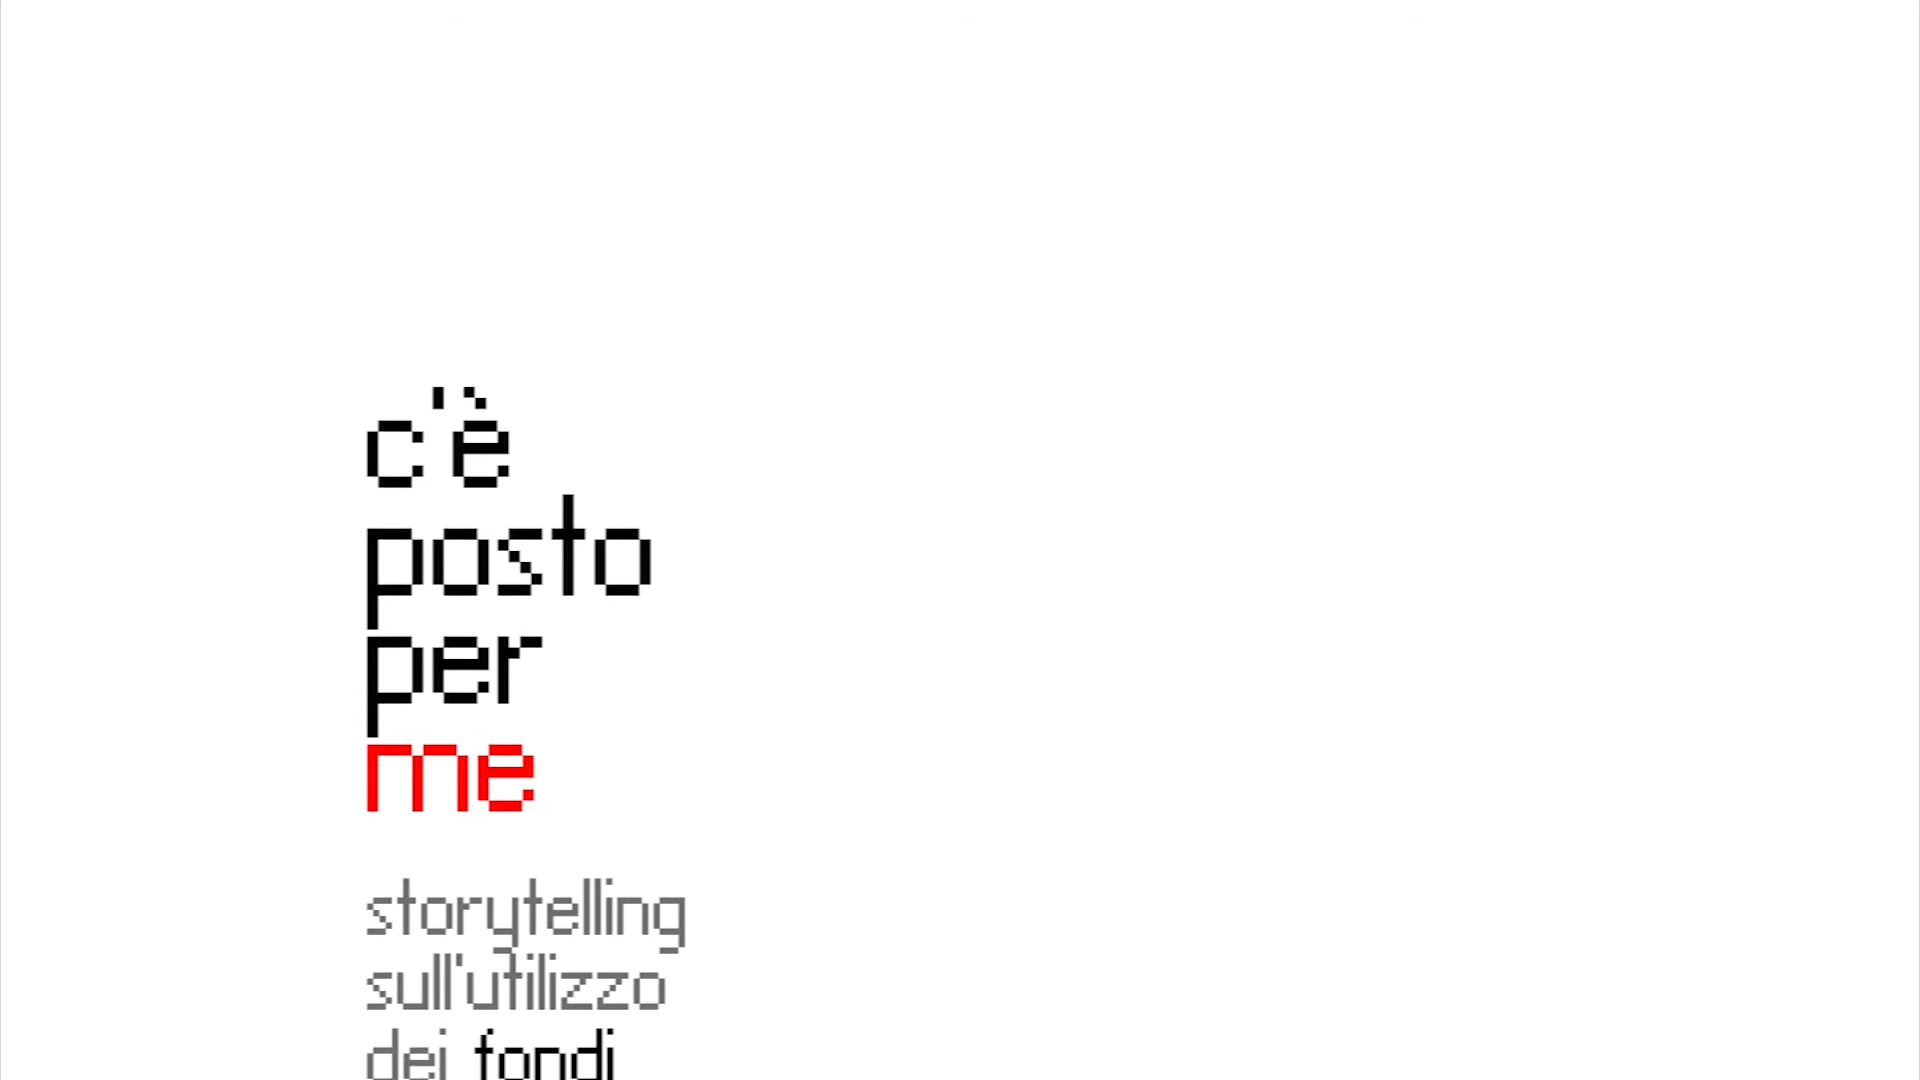 c'è
posto
per
me
storytelling
sull'utilizzo
dei fondi